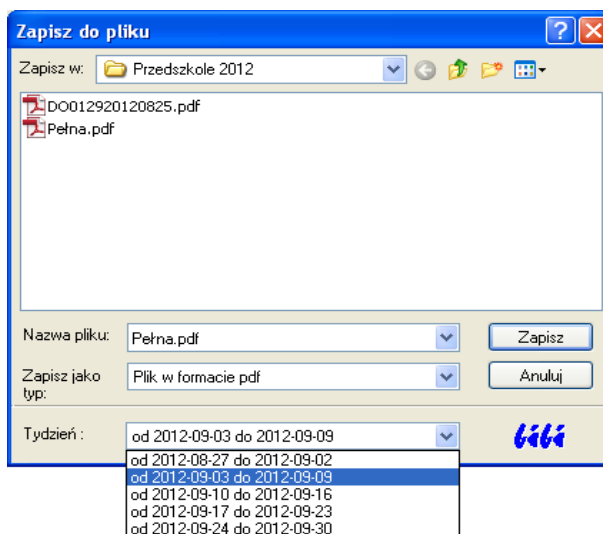 Zapisz do pliku
Zapisz w: Przedszkole 2012
DO012920120825.pdf
Pełna.pdf
Nazwa pliku: Pełna.pdf Zapisz
Zapisz jako typ: Plik w formacie pdf Anuluj
Tydzień : od 2012-09-03 do 2012-09-09
od 2012-08-27 do 2012-09-02
od 2012-09-03 do 2012-09-09
od 2012-09-10 do 2012-09-16
od 2012-09-17 do 2012-09-23
od 2012-09-24 do 2012-09-30